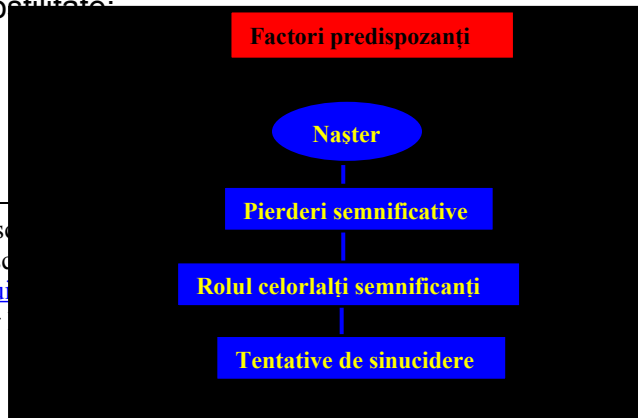 Factori predispozanți
Naşter
Pierderi semnificative
Rolul celorlalți semnificanți
Tentative de sinucidere